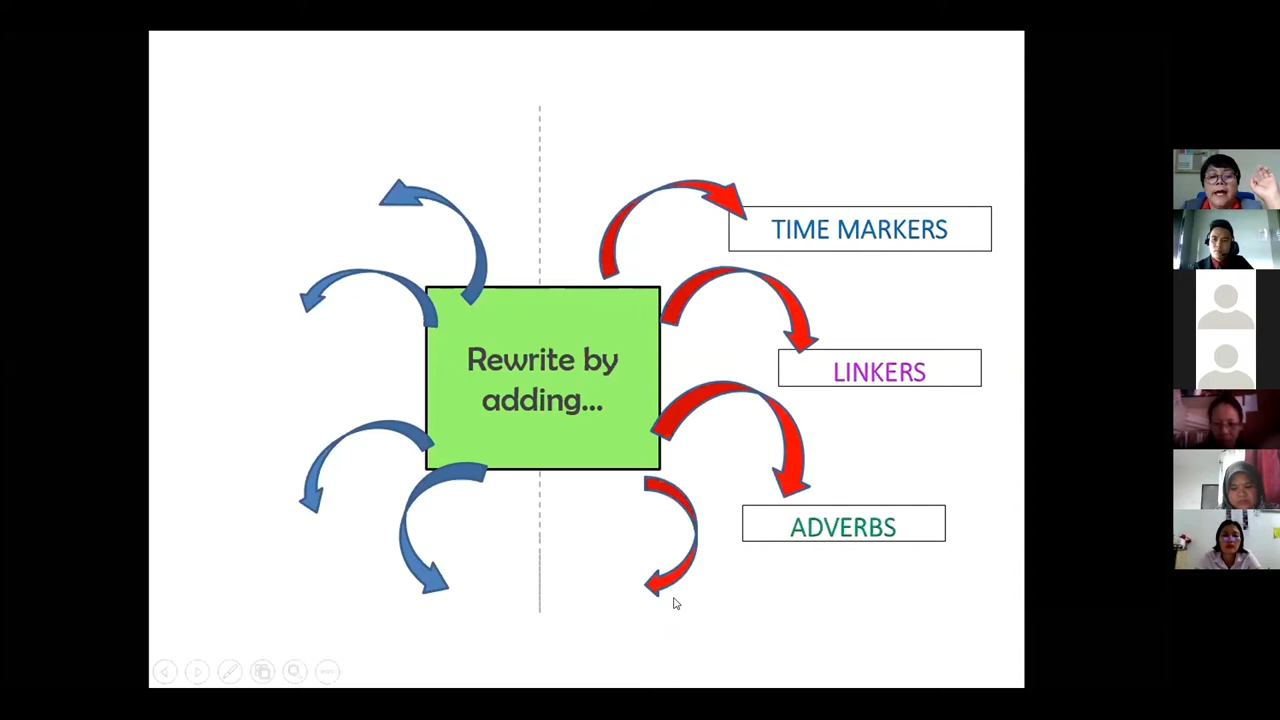 Rewrite by
adding...
TIME MARKERS
LINKERS
ADVERBS